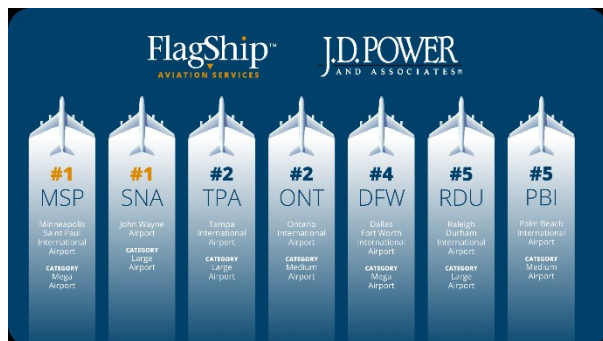 FlagShip™
AVIATION SERVICES
J.D. POWER
AND ASSOCIATES®
#1
MSP
Minneapolis
Saint Paul
International
Airport
CATEGORY
Mega
Airport
#1
SNA
John Wayne
Airport
CATEGORY
Large
Airport
#2
TPA
Tampa
International
Airport
CATEGORY
Large
Airport
#2
ONT
Ontario
International
Airport
CATEGORY
Medium
Airport
#4
DFW
Dallas
Fort Worth
International
Airport
CATEGORY
Mega
Airport
#5
RDU
Raleigh
Durham
International
Airport
CATEGORY
Large
Airport
#5
PBI
Palm Beach
International
Airport
CATEGORY
Medium
Airport